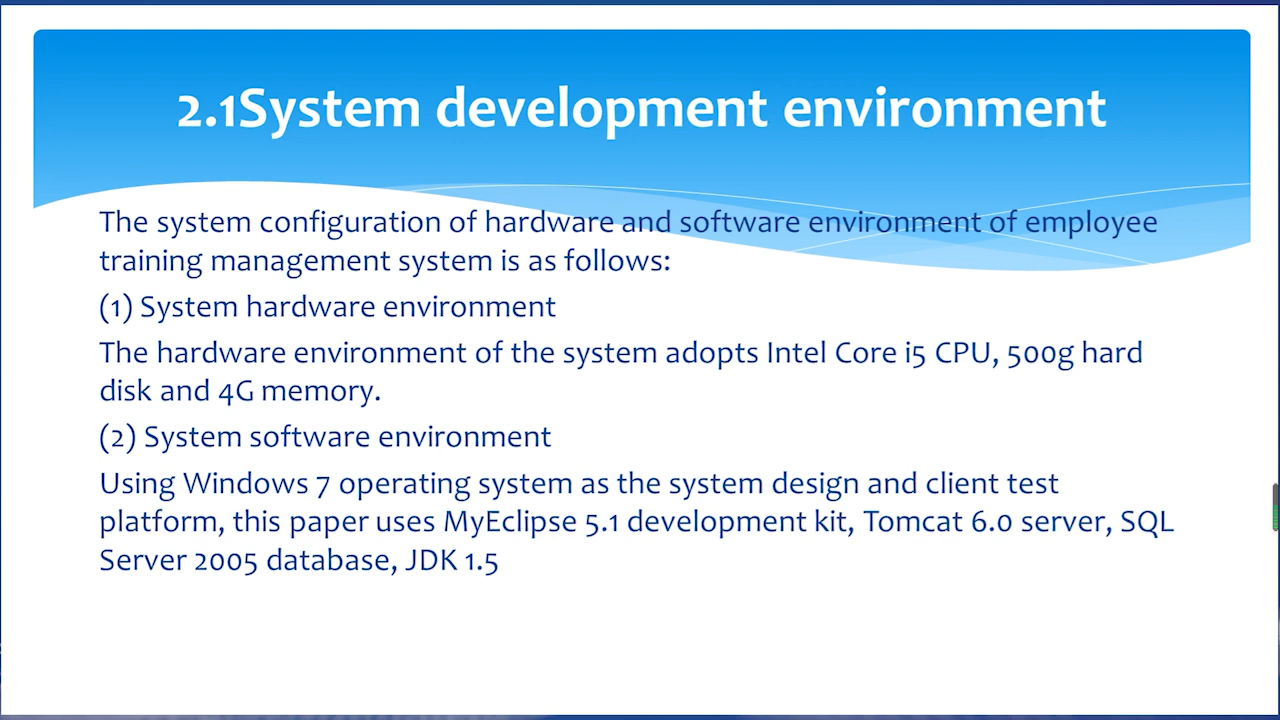 2.1System development environment
The system configuration of hardware and software environment of employee
training management system is as follows:
(1) System hardware environment
The hardware environment of the system adopts Intel Core i5 CPU, 500g hard
disk and 4G memory.
(2) System software environment
Using Windows 7 operating system as the system design and client test
platform, this paper uses MyEclipse 5.1 development kit, Tomcat 6.0 server, SQL
Server 2005 database, JDK 1.5